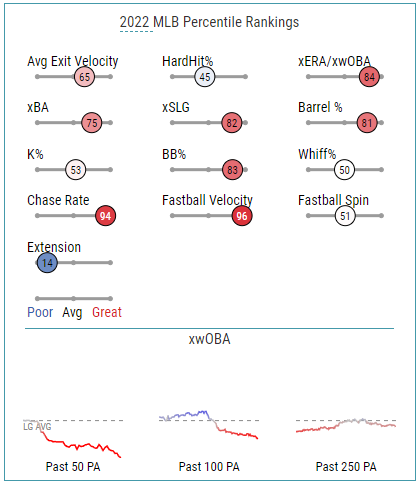 2022 MLB Percentile Rankings
Avg Exit Velocity HardHit% xERA/xwOBA
65 45 84
xBA xSLG Barrel %
75 82 81
K% BB% Whiff%
53 83 50
Chase Rate Fastball Velocity Fastball Spin
94 96 51
Extension
14
Poor Avg Great
xwOBA
LG AVG
Past 50 PA Past 100 PA Past 250 PA